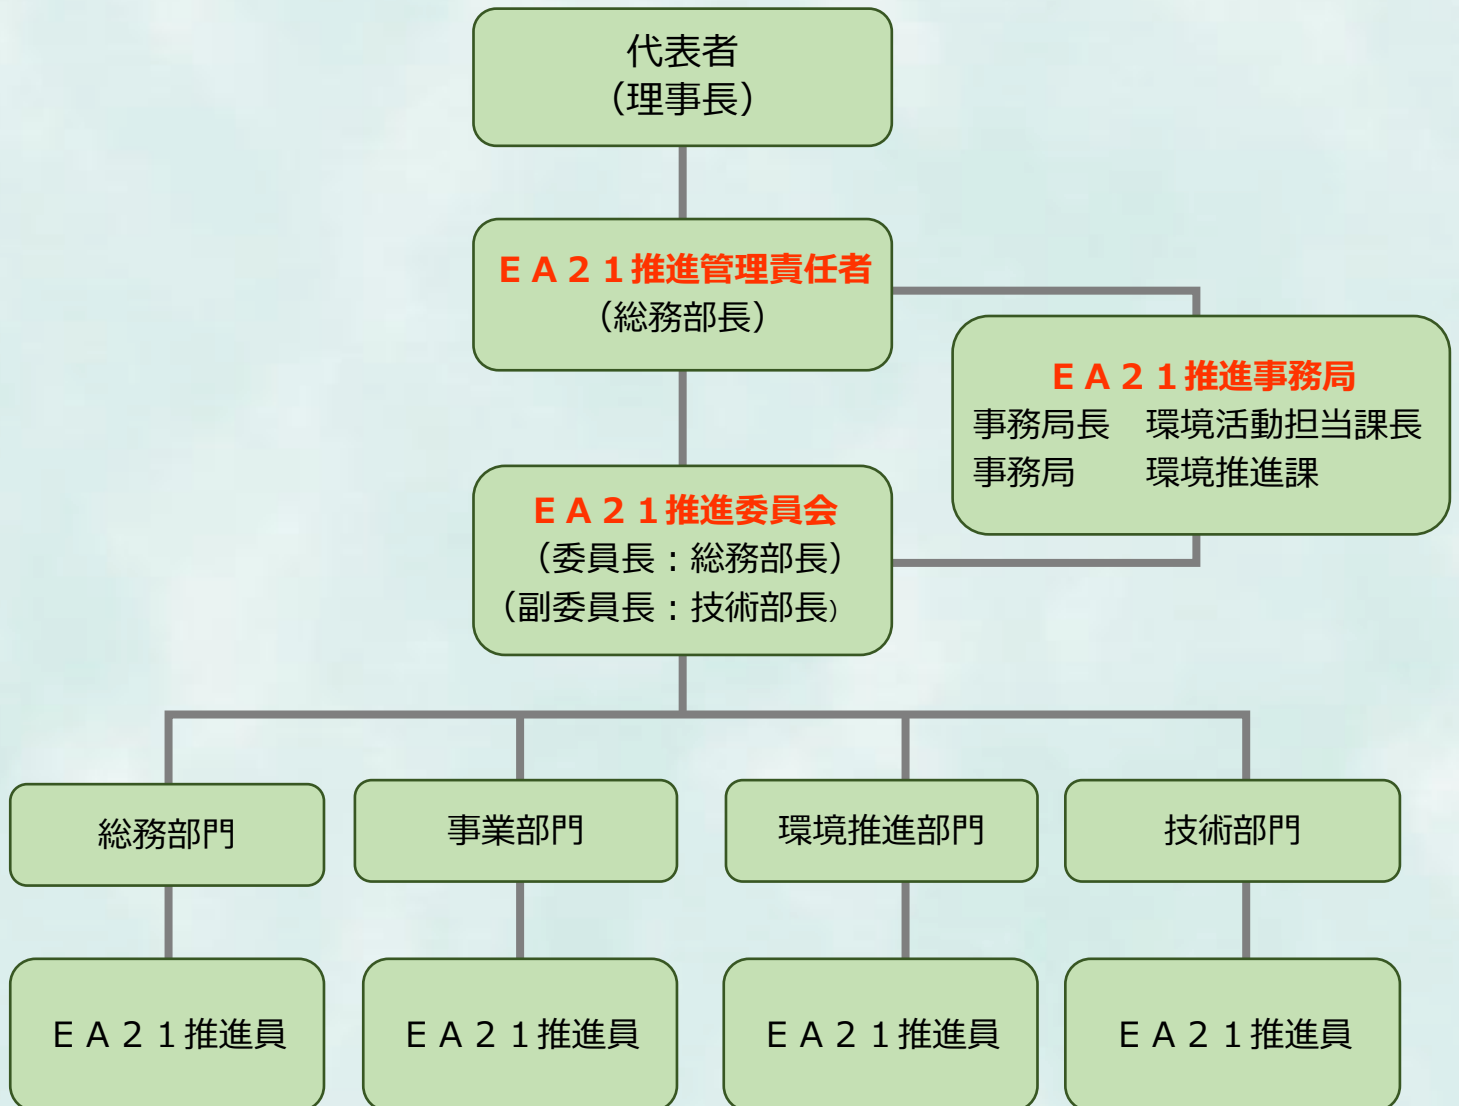 代表者
（理事長）
ＥＡ２１推進管理責任者
（総務部長）
ＥＡ２１推進事務局
事務局長　環境活動担当課長
事務局　　環境推進課
ＥＡ２１推進委員会
（委員長：総務部長）
（副委員長：技術部長）
総務部門
事業部門
環境推進部門
技術部門
ＥＡ２１推進員
ＥＡ２１推進員
ＥＡ２１推進員
ＥＡ２１推進員